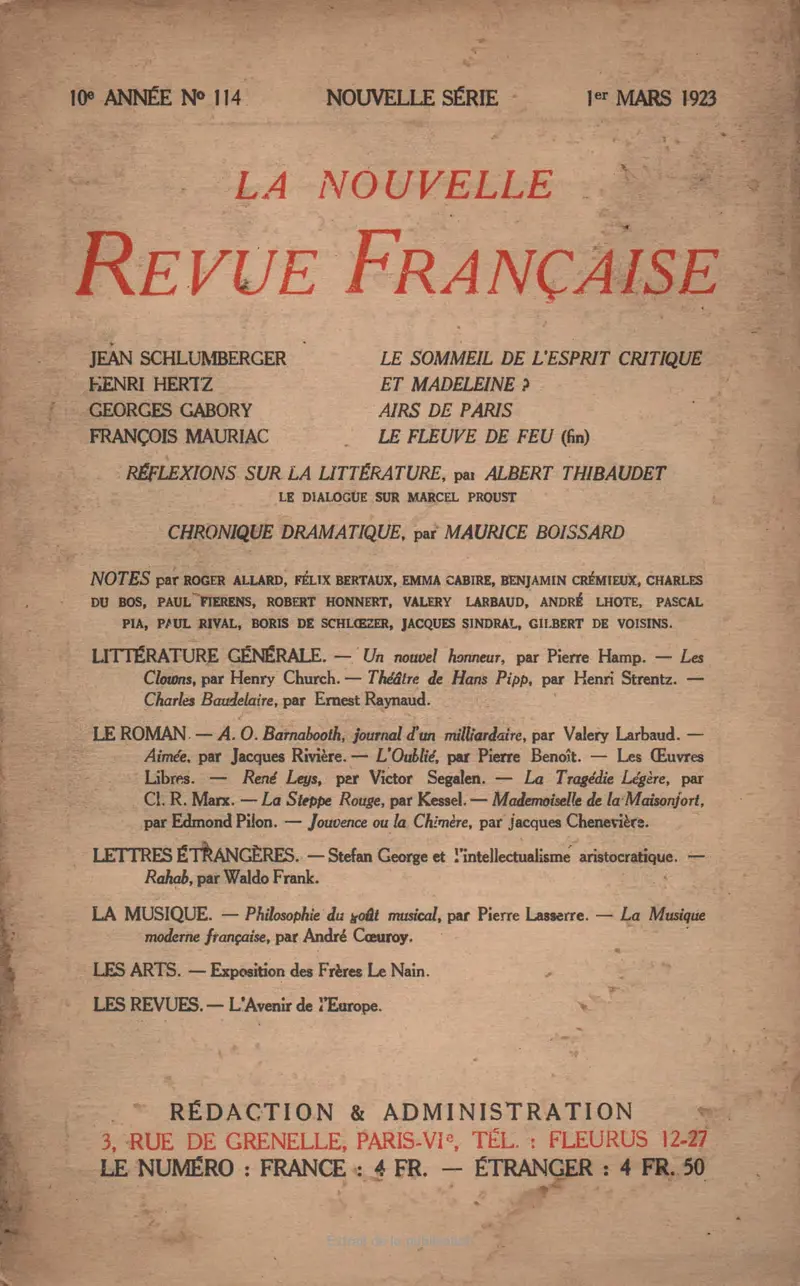 10e ANNÉE No 114 NOUVELLE SÉRIE 1er MARS 1923
LA NOUVELLE
REVUE FRANÇAISE
JEAN SCHLUMBERGER LE SOMMEIL DE L'ESPRIT CRITIQUE
HENRI HERTZ ET MADELEINE ?
GEORGES GABORY AIRS DE PARIS
FRANÇOIS MAURIAC LE FLEUVE DE FEU (fin)
RÉFLEXIONS SUR LA LITTÉRATURE, par ALBERT THIBAUDET
LE DIALOGUE SUR MARCEL PROUST
CHRONIQUE DRAMATIQUE, par MAURICE BOISSARD
NOTES par ROGER ALLARD, FÉLIX BERTAUX, EMMA CABIRE, BENJAMIN CRÉMIEUX, CHARLES
DU BOS, PAUL FIERENS, ROBERT HONNERT, VALERY LARBAUD, ANDRÉ LHOTE, PASCAL
PIA, PAUL RIVAL, BORIS DE SCHLŒZER, JACQUES SINDRAL, GILBERT DE VOISINS.
LITTÉRATURE GÉNÉRALE. — Un nouvel honneur, par Pierre Hamp. — Les
Clowns, par Henry Church. — Théâtre de Hans Pipp, par Henri Strentz. —
Charles Baudelaire, par Ernest Raynaud.
LE ROMAN. — A. O. Barnabooth, journal d'un milliardaire, par Valery Larbaud. —
Aimée, par Jacques Rivière. — L'Oublié, par Pierre Benoît. — Les Œuvres
Libres. — René Leys, par Victor Segalen. — La Tragédie Légère, par
Cl. R. Marx. — La Steppe Rouge, par Kessel. — Mademoiselle de la Maisonfort,
par Edmond Pilon. — Jouvence ou la Chimère, par Jacques Chenevière.
LETTRES ÉTRANGÈRES. — Stefan George et l'intellectualisme aristocratique. —
Rahab, par Waldo Frank.
LA MUSIQUE. — Philosophie du goût musical, par Pierre Lasserre. — La Musique
moderne française, par André Cœuroy.
LES ARTS. — Exposition des Frères Le Nain.
LES REVUES. — L'Avenir de l'Europe.
RÉDACTION & ADMINISTRATION
3, RUE DE GRENELLE, PARIS-VIe, TÉL. : FLEURUS 12-27
LE NUMÉRO : FRANCE : 4 FR. — ÉTRANGER : 4 FR. 50